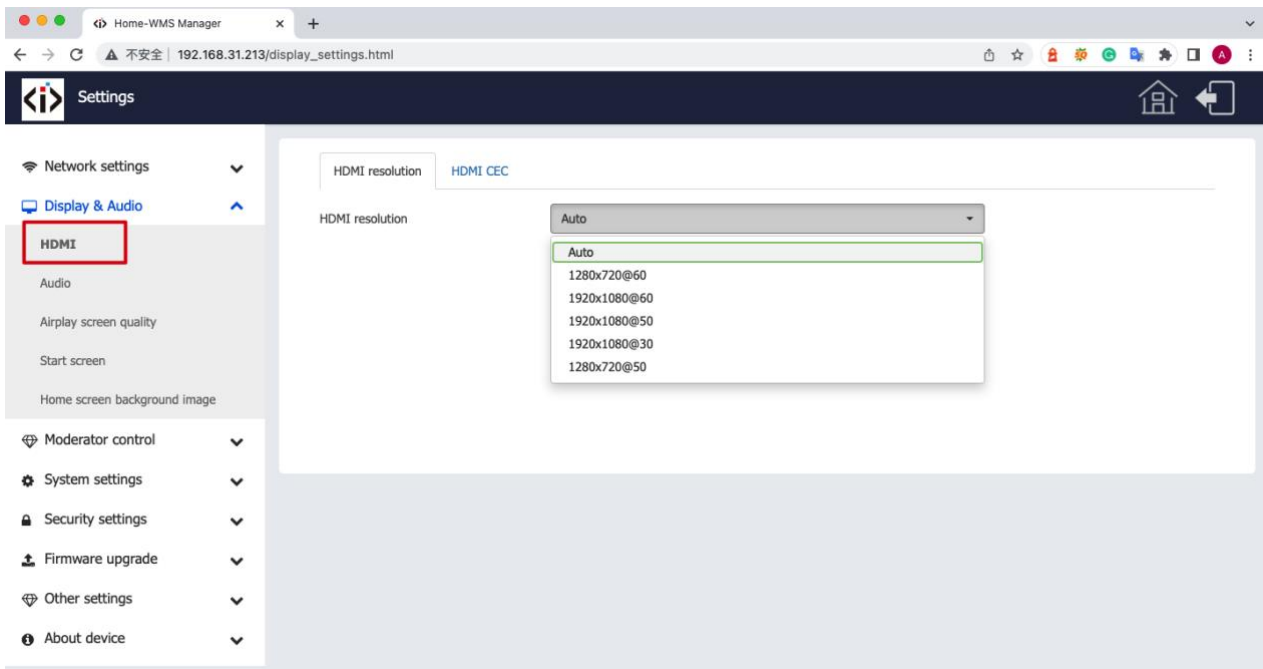 Home-WMS Manager
不安全 | 192.168.31.213/display_settings.html
A
<i> Settings
Network settings
Display & Audio
HDMI
Audio
Airplay screen quality
Start screen
Home screen background image
Moderator control
System settings
Security settings
Firmware upgrade
Other settings
About device
HDMI resolution HDMI CEC
HDMI resolution Auto
Auto
1280x720@60
1920x1080@60
1920x1080@50
1920x1080@30
1280x720@50